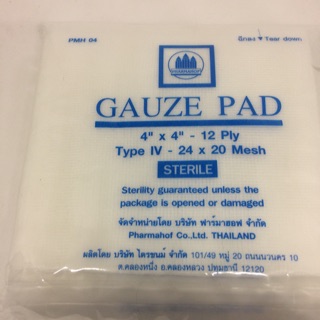 PMH 04
ฉีกลง ▼ Tear down
PHARMAHOF
GAUZE PAD
4" x 4" - 12 Ply
Type IV - 24 x 20 Mesh
STERILE
Sterility guaranteed unless the
package is opened or damaged
จัดจำหน่ายโดย บริษัท ฟาร์มาฮอฟ จำกัด
Pharmahof Co.,Ltd. THAILAND
ผลิตโดย บริษัท ไตรชนม์ จำกัด 101/49 หมู่ 20 ถนนนวนคร 10
ต.คลองหนึ่ง อ.คลองหลวง ปทุมธานี 12120